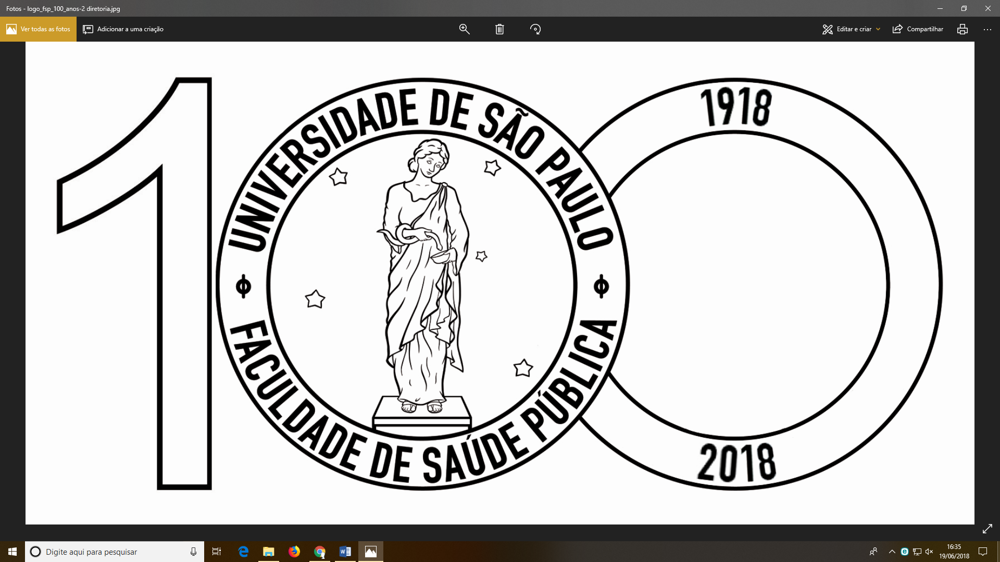 Fotos - logo_fsp_100_anos-2 diretoria.jpg
Ver todas as fotos
Adicionar a uma criação
Editar e criar
Compartilhar
100
UNIVERSIDADE DE SÃO PAULO
1918
ϕ ϕ
FACULDADE DE SAÚDE PÚBLICA
2018
Digite aqui para pesquisar
16:35
19/06/2018